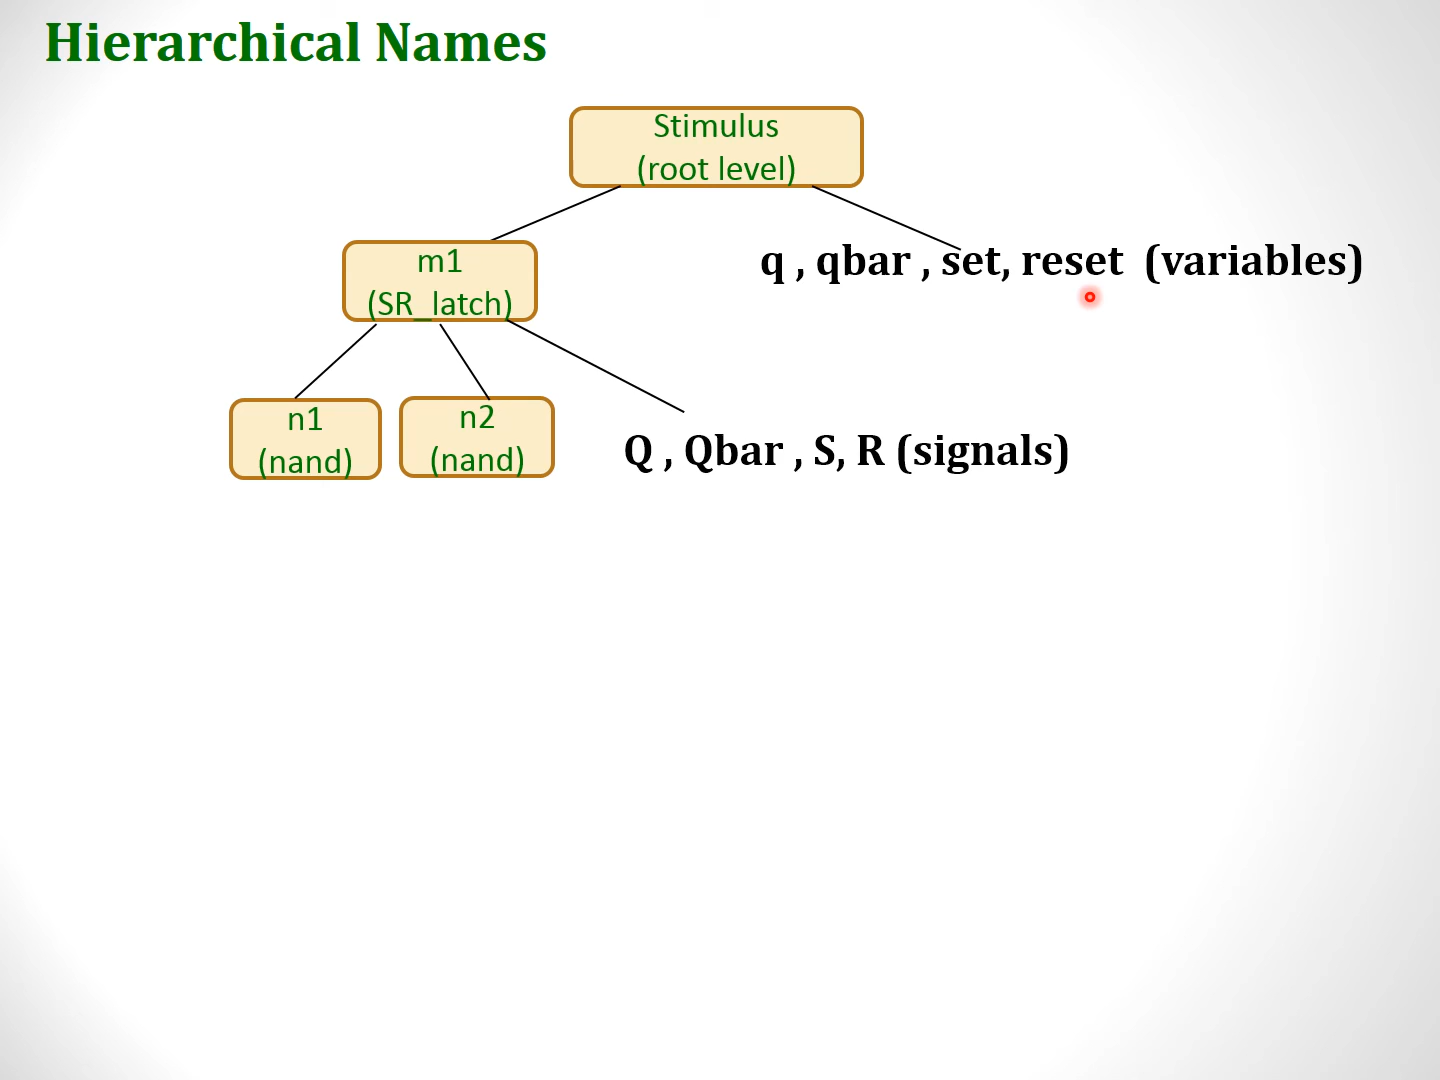 Hierarchical Names
Stimulus
(root level)
m1
(SR_latch)
q , qbar , set, reset (variables)
n1
(nand)
n2
(nand)
Q , Qbar , S, R (signals)